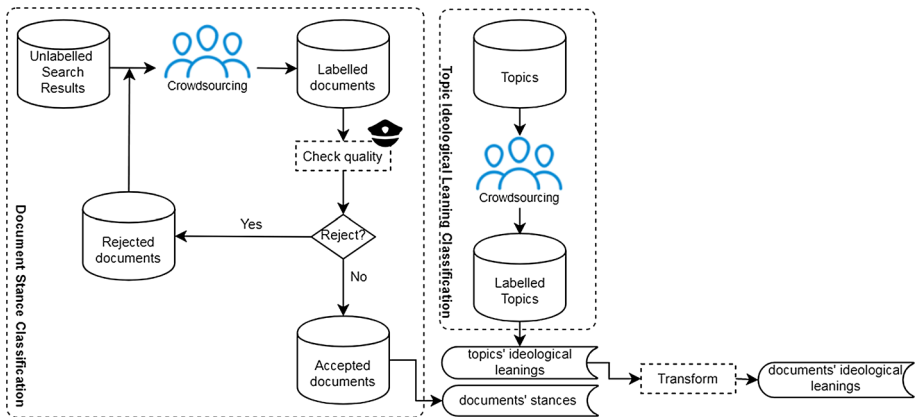 Unlabelled
Search
Results
Crowdsourcing
Labelled
documents
Check quality
Reject?
Yes
No
Rejected
documents
Accepted
documents
Document Stance Classification
Topics
Crowdsourcing
Labelled
Topics
Topic Ideological Leaning Classification
topics' ideological
leanings
documents' stances
Transform
documents' ideological
leanings